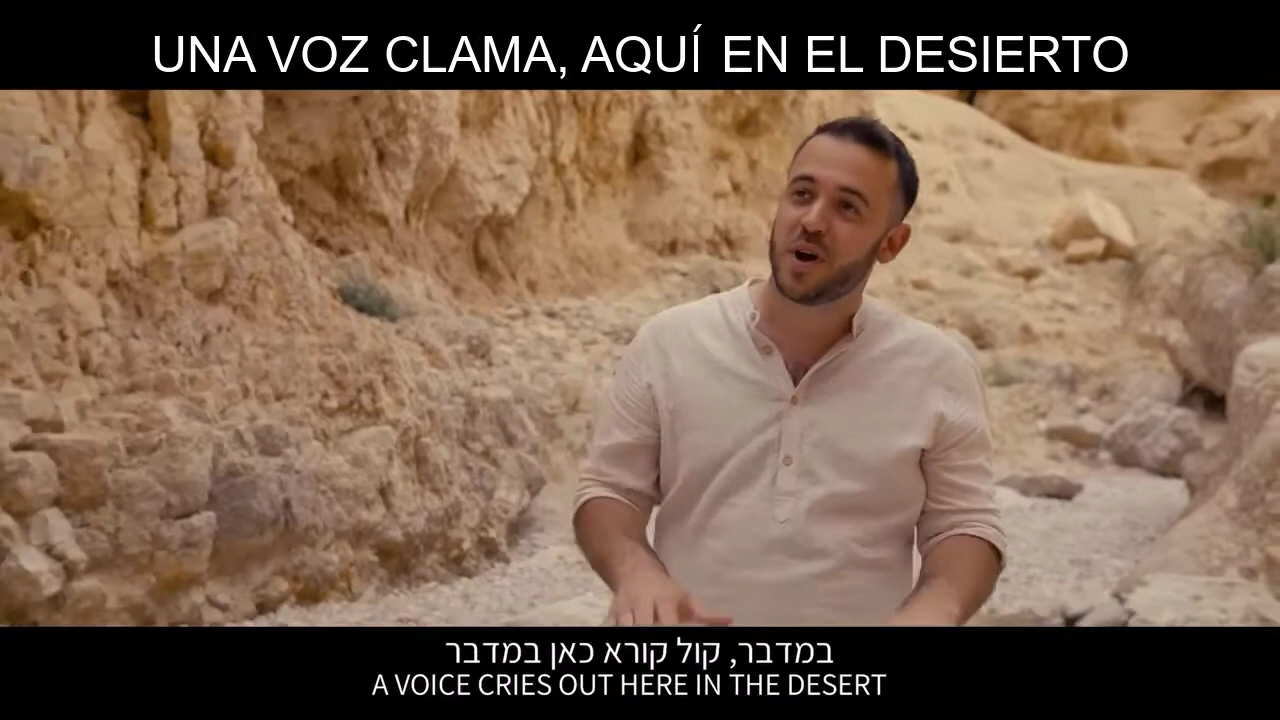 UNA VOZ CLAMA, AQUÍ EN EL DESIERTO
במדבר, קול קורא כאן במדבר
A VOICE CRIES OUT HERE IN THE DESERT